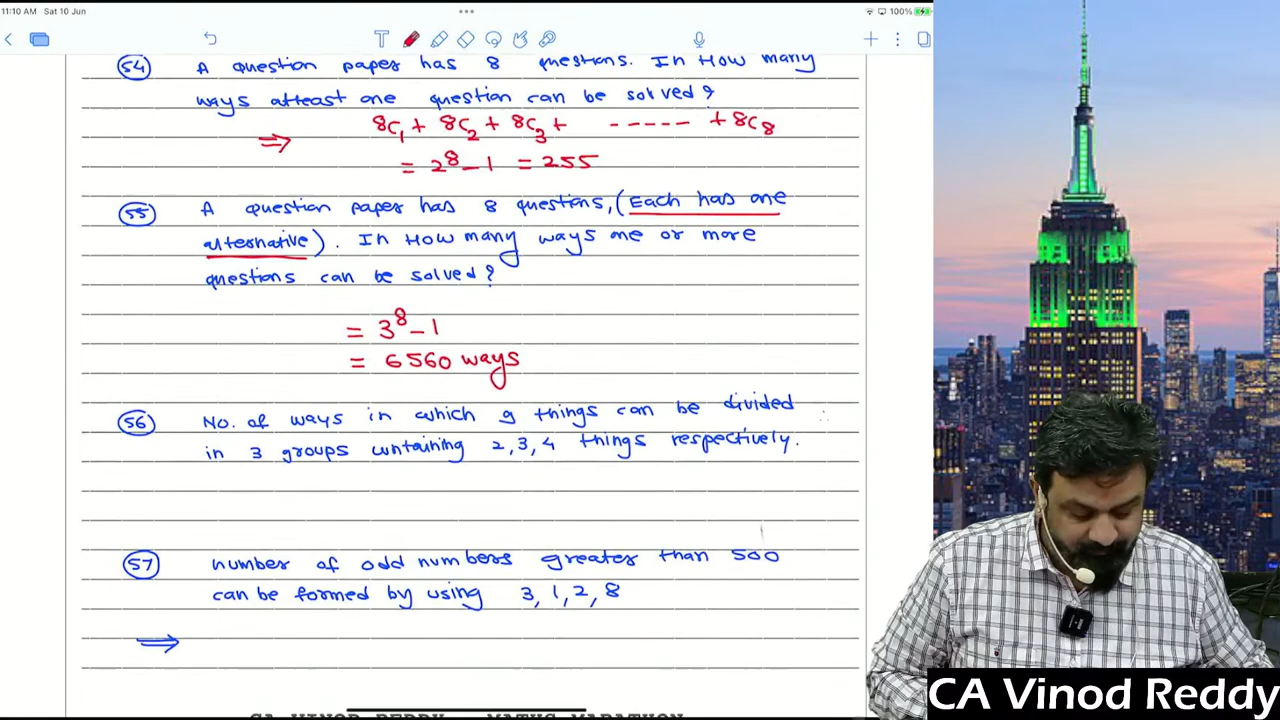 11:10 AM Sat 10 Jun
100%
54 A question paper has 8 questions. In How many
ways atleast one question can be solved?
⇒ 8C1 + 8C2 + 8C3 + ----- + 8C8
= 2^8 - 1 = 255
55 A question paper has 8 questions, (Each has one
alternative). In How many ways one or more
questions can be solved?
= 3^8 - 1
= 6560 ways
56 No. of ways in which 9 things can be divided
in 3 groups containing 2, 3, 4 things respectively.
57 number of odd numbers greater than 500
can be formed by using 3, 1, 2, 8
⇒
CA VINOD REDDY MATHS MARATHON
CA Vinod Reddy